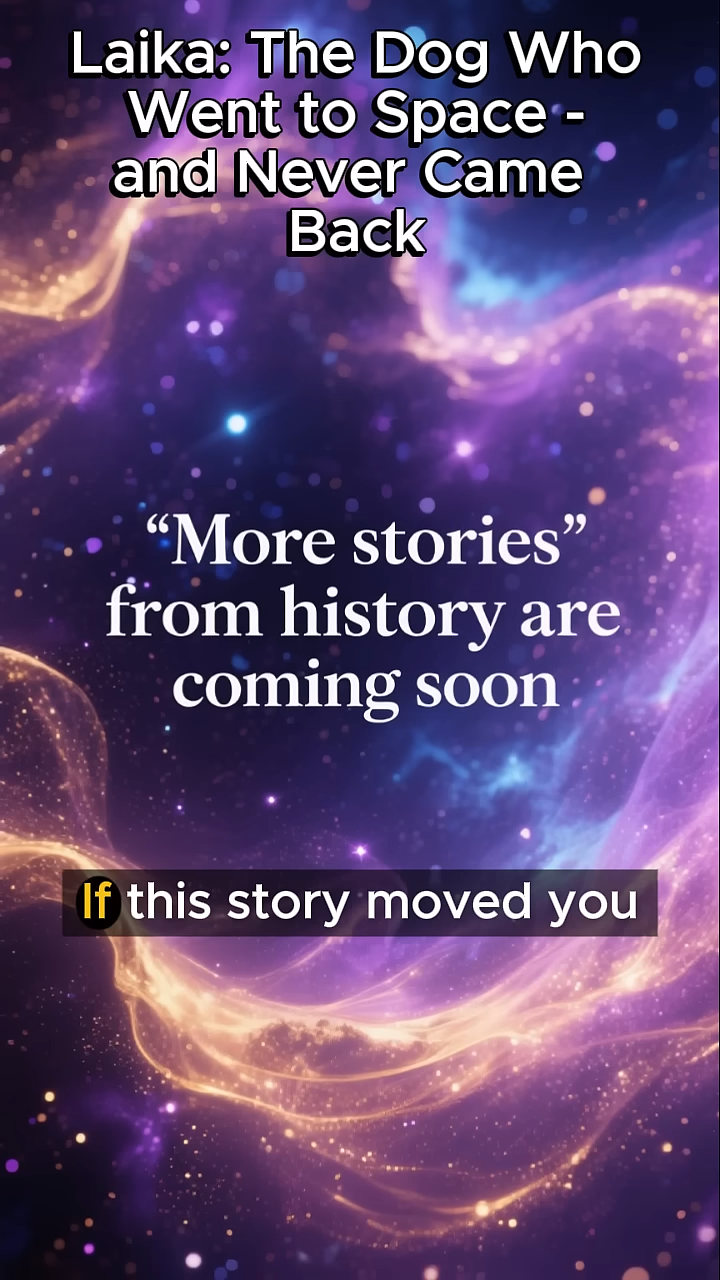 Laika: The Dog Who
Went to Space -
and Never Came
Back
“More stories”
from history are
coming soon
If this story moved you